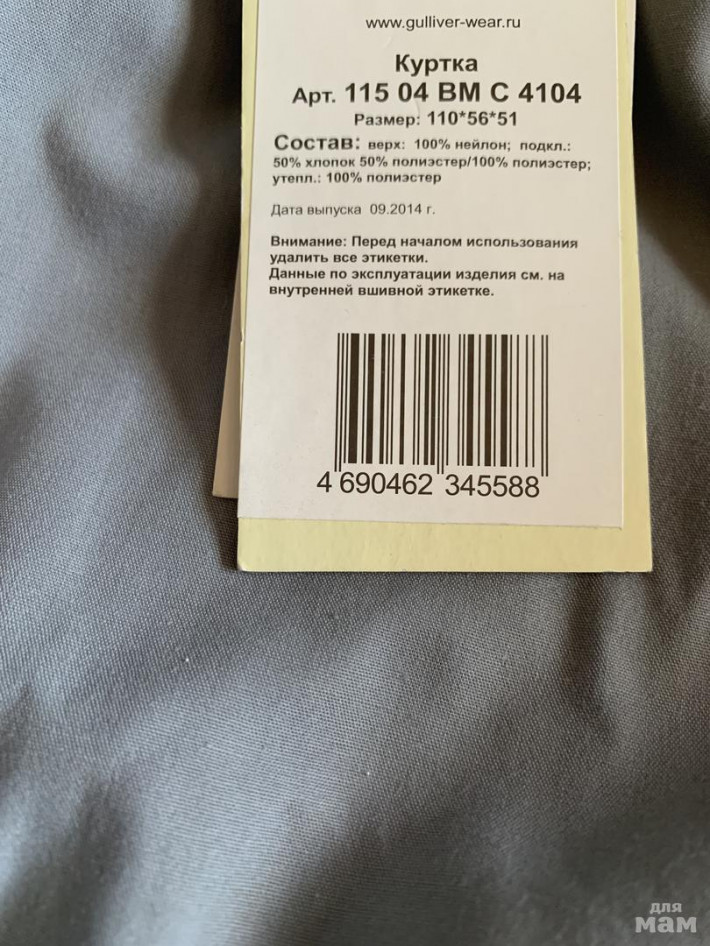 www.gulliver-wear.ru
Куртка
Арт. 115 04 BM C 4104
Размер: 110*56*51
Состав: верх: 100% нейлон; подкл.:
50% хлопок 50% полиэстер/100% полиэстер;
утепл.: 100% полиэстер
Дата выпуска 09.2014 г.
Внимание: Перед началом использования
удалить все этикетки.
Данные по эксплуатации изделия см. на
внутренней вшивной этикетке.
4 690462 345588
для
мам